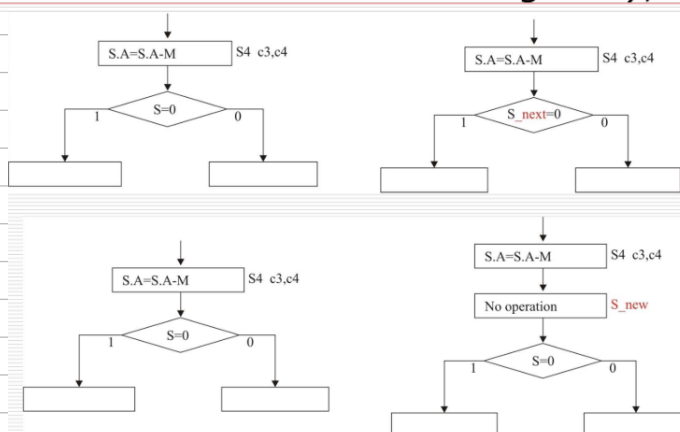 S.A=S.A-M
S4 c3,c4
S=0
1
0
S.A=S.A-M
S4 c3,c4
S_next=0
1
0
S.A=S.A-M
S4 c3,c4
S=0
1
0
S.A=S.A-M
S4 c3,c4
No operation
S_new
S=0
1
0